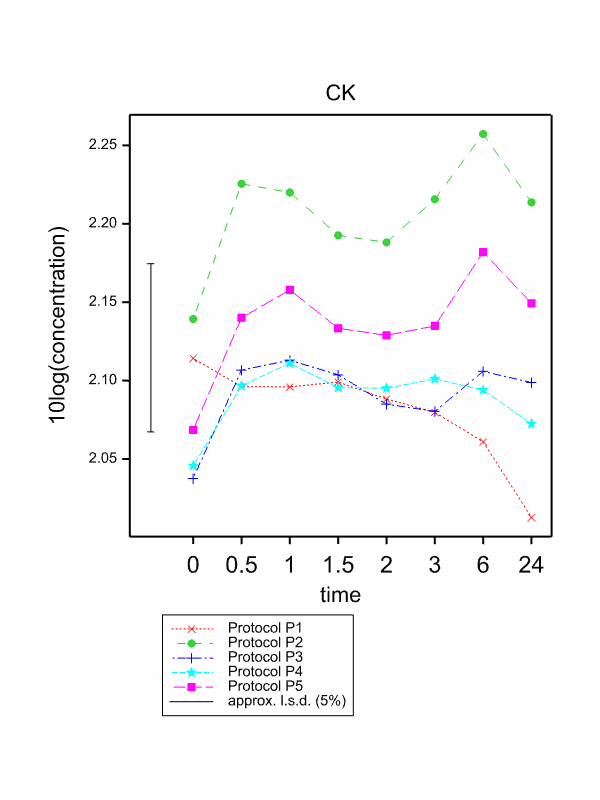 CK
10log(concentration)
2.25
2.20
2.15
2.10
2.05
0 0.5 1 1.5 2 3 6 24
time
Protocol P1
Protocol P2
Protocol P3
Protocol P4
Protocol P5
approx. l.s.d. (5%)